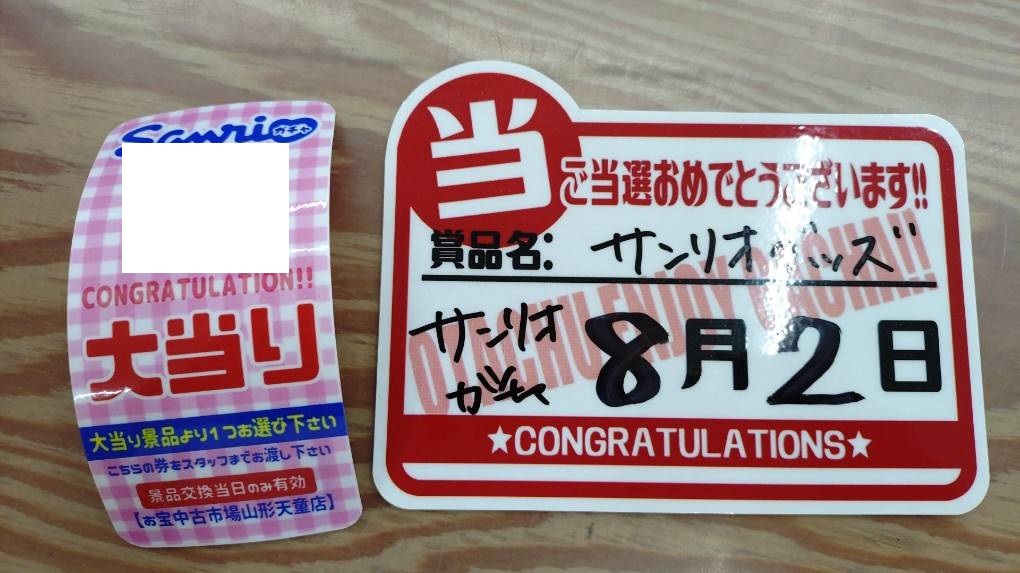 Sanrio ガチャ
CONGRATULATION!!
大当り
大当り景品より1つお選び下さい
こちらの券をスタッフまでお渡し下さい
景品交換当日のみ有効
【お宝中古市場山形天童店】
当
ご当選おめでとうございます!!
賞品名: サンリオグッズ
サンリオ
ガチャ
8月2日
★CONGRATULATIONS★